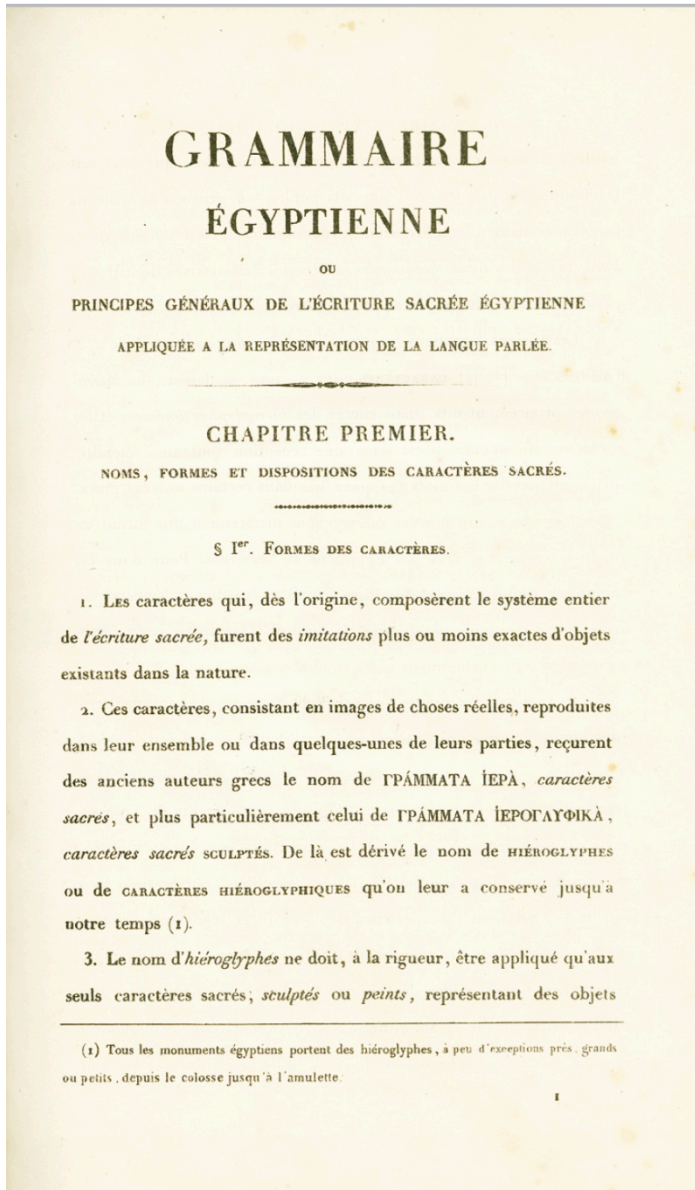 GRAMMAIRE
ÉGYPTIENNE
OU
PRINCIPES GÉNÉRAUX DE L'ÉCRITURE SACRÉE ÉGYPTIENNE
APPLIQUÉE A LA REPRÉSENTATION DE LA LANGUE PARLÉE.
CHAPITRE PREMIER.
NOMS, FORMES ET DISPOSITIONS DES CARACTÈRES SACRÉS.
§ Ier. FORMES DES CARACTÈRES.
1. LES caractères qui, dès l'origine, composèrent le système entier
de l'écriture sacrée, furent des imitations plus ou moins exactes d'objets
existants dans la nature.
2. Ces caractères, consistant en images de choses réelles, reproduites
dans leur ensemble ou dans quelques-unes de leurs parties, reçurent
des anciens auteurs grecs le nom de ΓΡΆΜΜΑΤΑ ἹΕΡᾺ, caractères
sacrés, et plus particulièrement celui de ΓΡΆΜΜΑΤΑ ἹΕΡΟΓΛΥΦΙΚᾺ,
caractères sacrés SCULPTÉS. De là est dérivé le nom de HIÉROGLYPHES
ou de CARACTÈRES HIÉROGLYPHIQUES qu'on leur a conservé jusqu'à
notre temps (1).
3. Le nom d'hiéroglyphes ne doit, à la rigueur, être appliqué qu'aux
seuls caractères sacrés, sculptés ou peints, représentant des objets
(1) Tous les monuments égyptiens portent des hiéroglyphes, à peu d'exceptions près, grands
ou petits, depuis le colosse jusqu'à l'amulette.
1